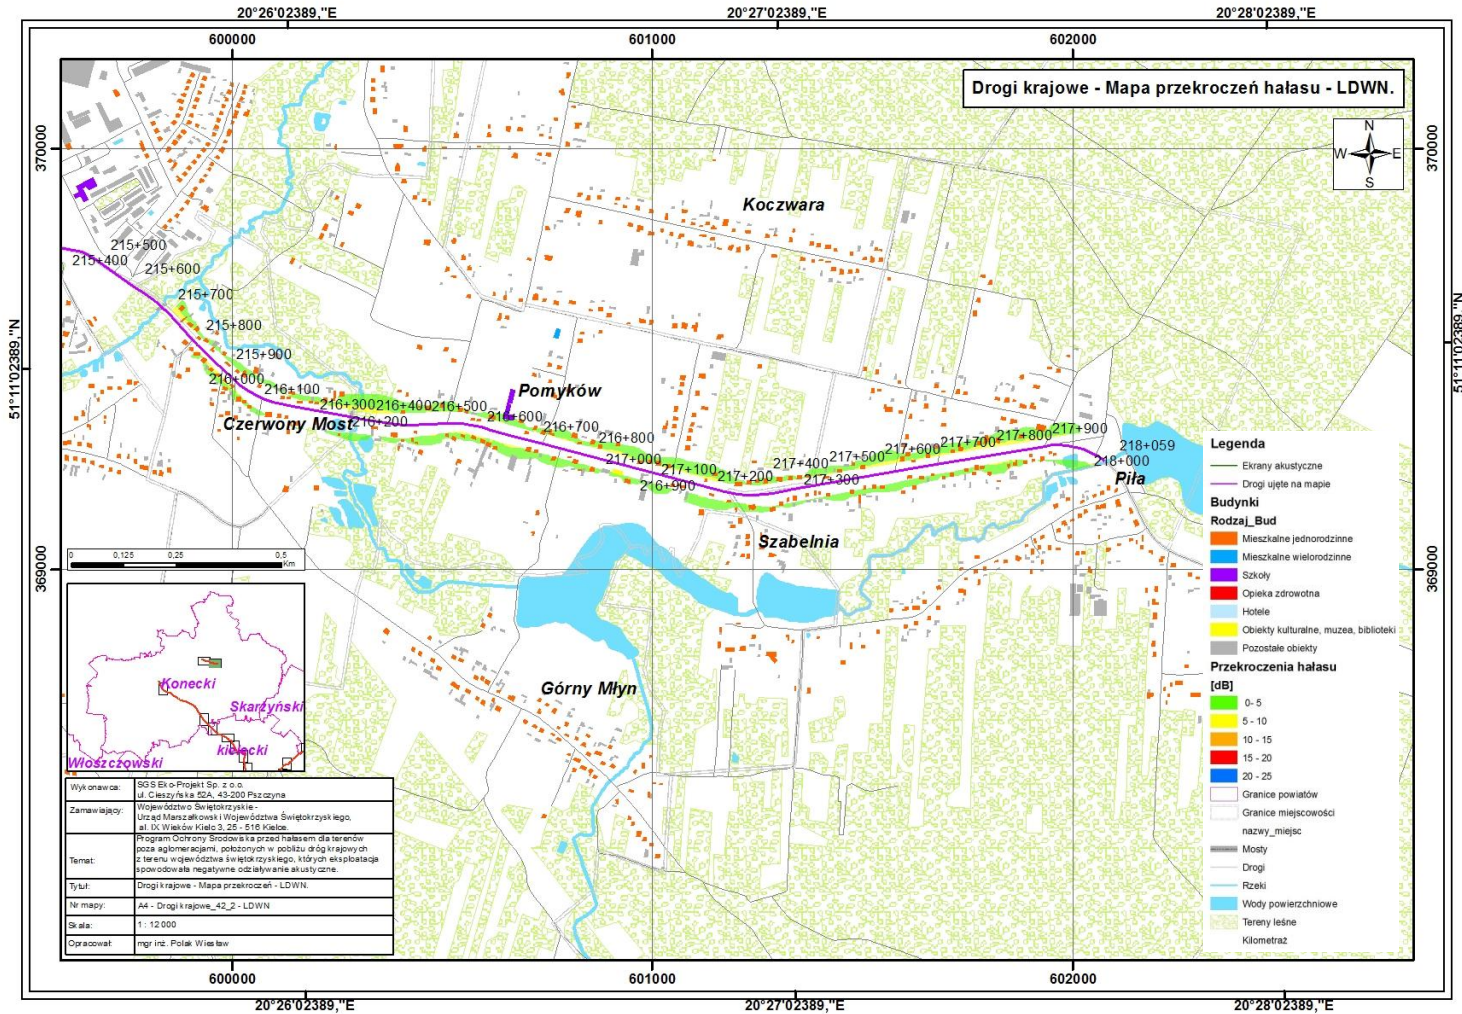 20°26'02389,"E
20°27'02389,"E
20°28'02389,"E
600000
601000
602000
Drogi krajowe - Mapa przekroczeń hałasu - LDWN.
N
W
E
S
370000
370000
Koczwara
215+500
215+400
215+600
215+700
215+800
215+900
216+000
216+100
216+300
216+400
216+500
216+200
216+600
Pomyków
Czerwony Most
216+700
216+800
217+000
216+900
217+100
217+200
217+400
217+300
217+500
217+600
217+700
217+800
217+900
218+059
218+000
Piła
Szabelnia
Górny Młyn
51°11'02389,"N
51°11'02389,"N
369000
369000
0
0,125
0,25
0,5
Km
Konecki
Skarżyński
kielecki
Włoszczowski
Wykonawca:
SGS Eko-Projekt Sp. z o.o.
ul. Cieszyńska 52A, 43-200 Pszczyna
Zamawiający:
Województwo Świętokrzyskie -
Urząd Marszałkowski Województwa Świętokrzyskiego,
al. IX Wieków Kielc 3, 25 - 516 Kielce.
Temat:
Program Ochrony Środowiska przed hałasem dla terenów
poza aglomeracjami, położonych w pobliżu dróg krajowych
z terenu województwa świętokrzyskiego, których eksploatacja
spowodowała negatywne oddziaływanie akustyczne.
Tytuł:
Drogi krajowe - Mapa przekroczeń - LDWN.
Nr mapy:
A4 - Drogi krajowe_42_2 - LDWN
Skala:
1 : 12 000
Opracował:
mgr inż. Polak Wiesław
Legenda
Ekrany akustyczne
Drogi ujęte na mapie
Budynki
Rodzaj_Bud
Mieszkalne jednorodzinne
Mieszkalne wielorodzinne
Szkoły
Opieka zdrowotna
Hotele
Obiekty kulturalne, muzea, biblioteki
Pozostałe obiekty
Przekroczenia hałasu
[dB]
0- 5
5 - 10
10 - 15
15 - 20
20 - 25
Granice powiatów
Granice miejscowości
nazwy_miejsc
Mosty
Drogi
Rzeki
Wody powierzchniowe
Tereny leśne
Kilometraż
600000
601000
602000
20°26'02389,"E
20°27'02389,"E
20°28'02389,"E